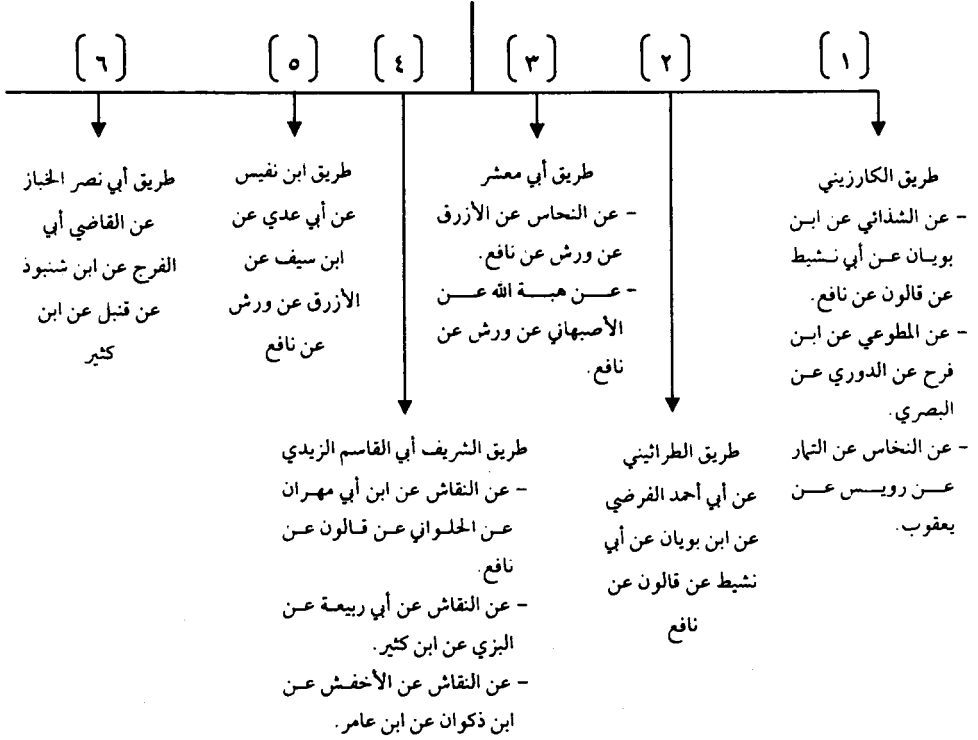 [ ١ ]
طريق الكارزيني
- عن الشذائي عن ابن
بويان عن أبي نشيط
عن قالون عن نافع.
- عن المطوعي عن ابن
فرح عن الدوري عن
البصري.
- عن النخاس عن التمار
عن رويس عن
يعقوب.
[ ٢ ]
طريق الطراثيني
عن أبي أحمد الفرضي
عن ابن بويان عن أبي
نشيط عن قالون عن
نافع
[ ٣ ]
طريق أبي معشر
- عن النحاس عن الأزرق
عن ورش عن نافع.
- عن هبة الله عن
الأصبهاني عن ورش عن
نافع.
[ ٤ ]
طريق الشريف أبي القاسم الزيدي
- عن النقاش عن ابن أبي مهران
عن الحلواني عن قالون عن
نافع.
- عن النقاش عن أبي ربيعة عن
البزي عن ابن كثير.
- عن النقاش عن الأخفش عن
ابن ذكوان عن ابن عامر.
[ ٥ ]
طريق ابن نفيس
عن أبي عدي عن
ابن سيف عن
الأزرق عن ورش
عن نافع
[ ٦ ]
طريق أبي نصر الخباز
عن القاضي أبي
الفرج عن ابن شنبوذ
عن قنبل عن ابن
كثير